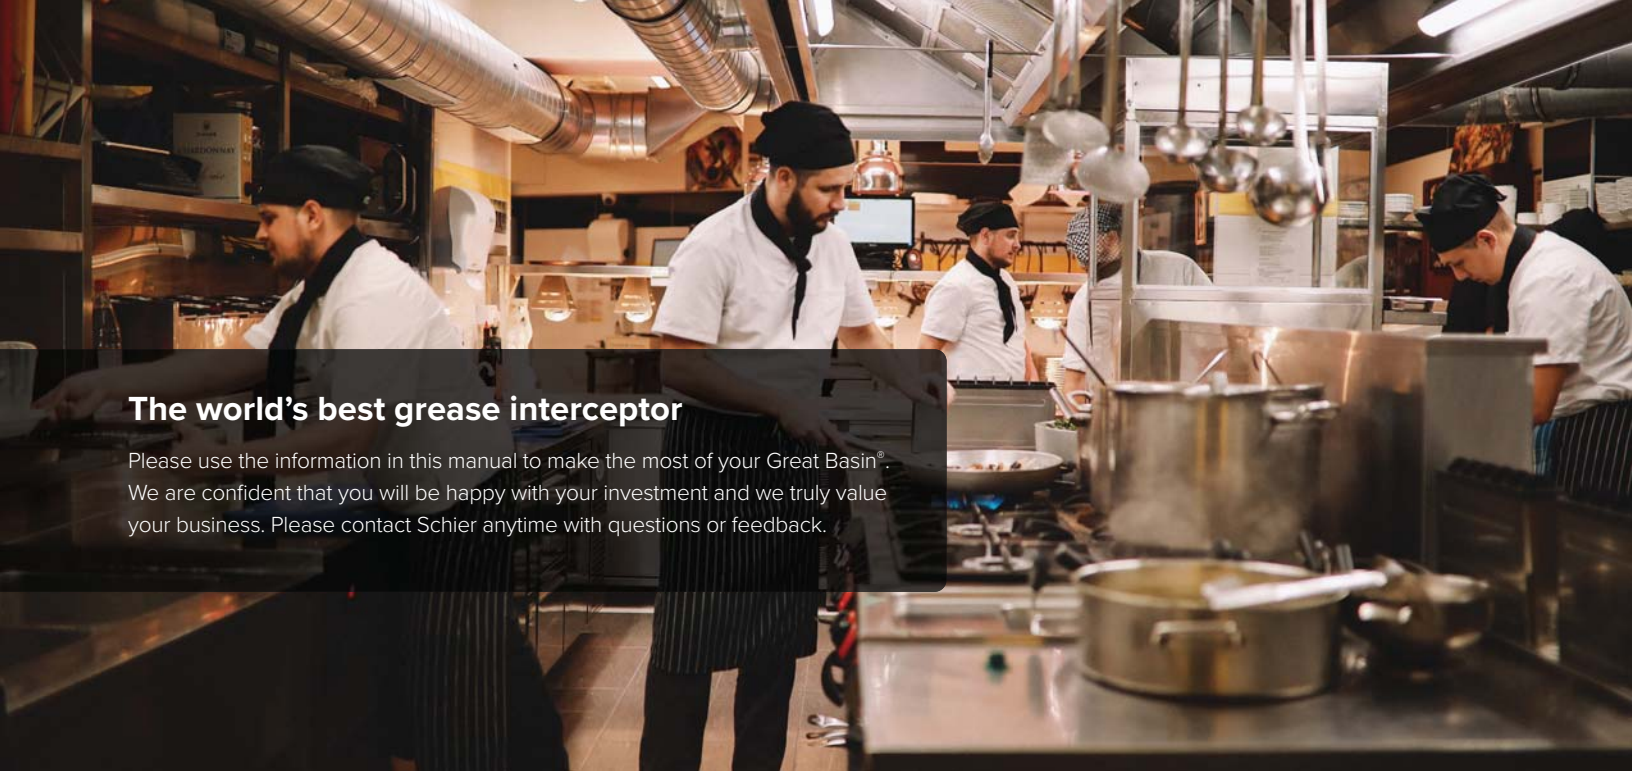 CHARDONNAY
The world's best grease interceptor
Please use the information in this manual to make the most of your Great Basin®.
We are confident that you will be happy with your investment and we truly value
your business. Please contact Schier anytime with questions or feedback.